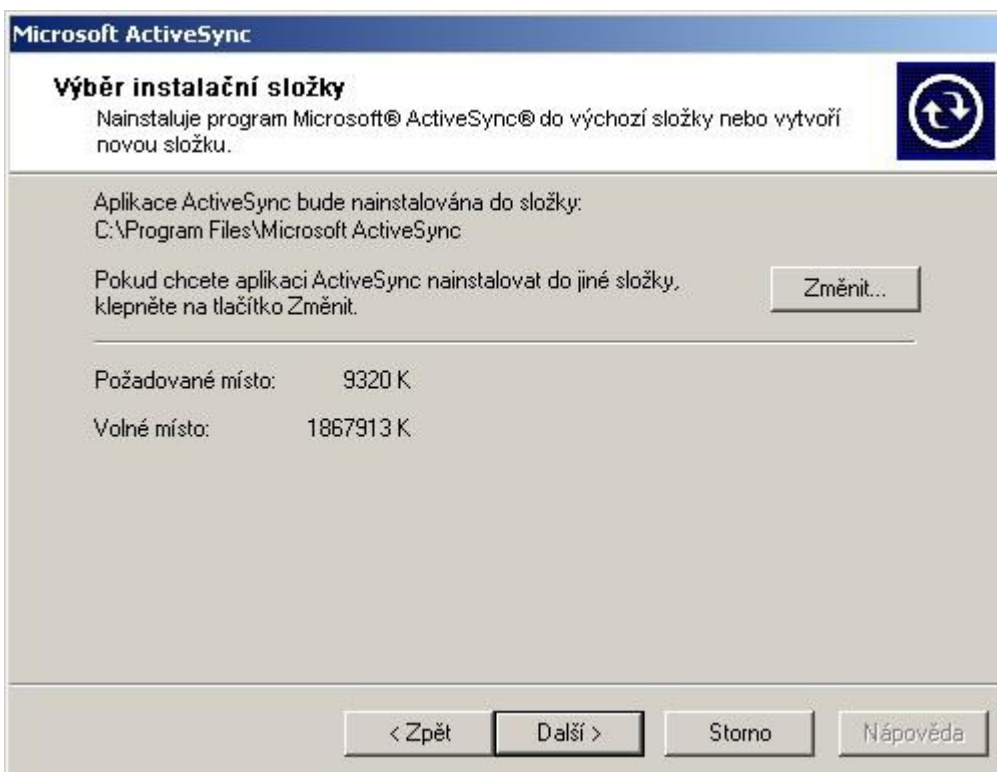 Microsoft ActiveSync
Výběr instalační složky
Nainstaluje program Microsoft® ActiveSync® do výchozí složky nebo vytvoří
novou složku.
Aplikace ActiveSync bude nainstalována do složky:
C:\Program Files\Microsoft ActiveSync
Pokud chcete aplikaci ActiveSync nainstalovat do jiné složky,
klepněte na tlačítko Změnit.
Změnit...
Požadované místo: 9320 K
Volné místo: 1867913 K
< Zpět
Další >
Storno
Nápověda